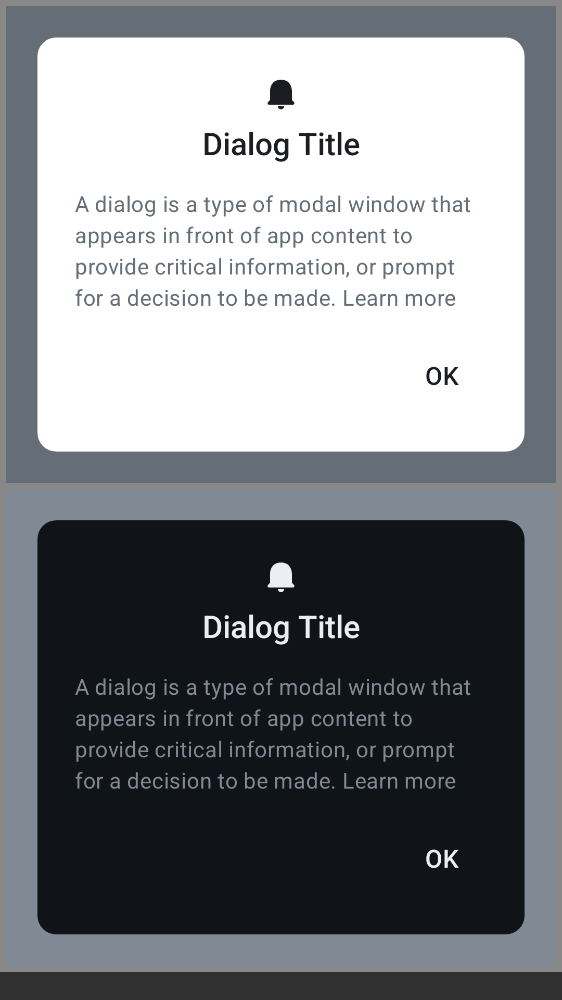 Dialog Title
A dialog is a type of modal window that
appears in front of app content to
provide critical information, or prompt
for a decision to be made. Learn more
OK
Dialog Title
A dialog is a type of modal window that
appears in front of app content to
provide critical information, or prompt
for a decision to be made. Learn more
OK